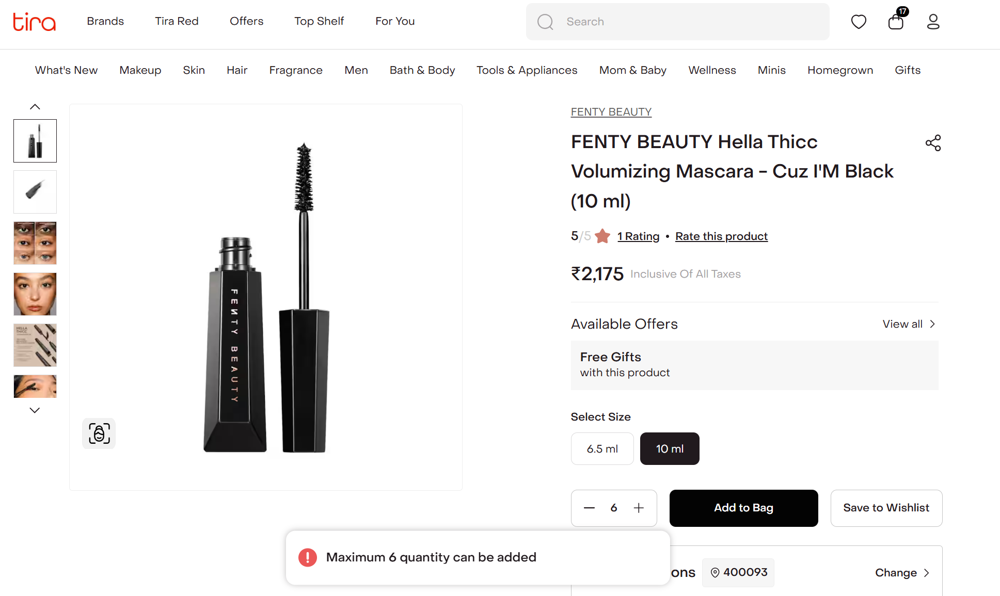 tira
Brands
Tira Red
Offers
Top Shelf
For You
Search
17
What's New
Makeup
Skin
Hair
Fragrance
Men
Bath & Body
Tools & Appliances
Mom & Baby
Wellness
Minis
Homegrown
Gifts
HELLA
THICC
FENTY BEAUTY
FENTY BEAUTY
FENTY BEAUTY Hella Thicc
Volumizing Mascara - Cuz I'M Black
(10 ml)
5/5
1 Rating
•
Rate this product
₹2,175
Inclusive Of All Taxes
Available Offers
View all
Free Gifts
with this product
Select Size
6.5 ml
10 ml
6
Add to Bag
Save to Wishlist
Maximum 6 quantity can be added
ons
400093
Change